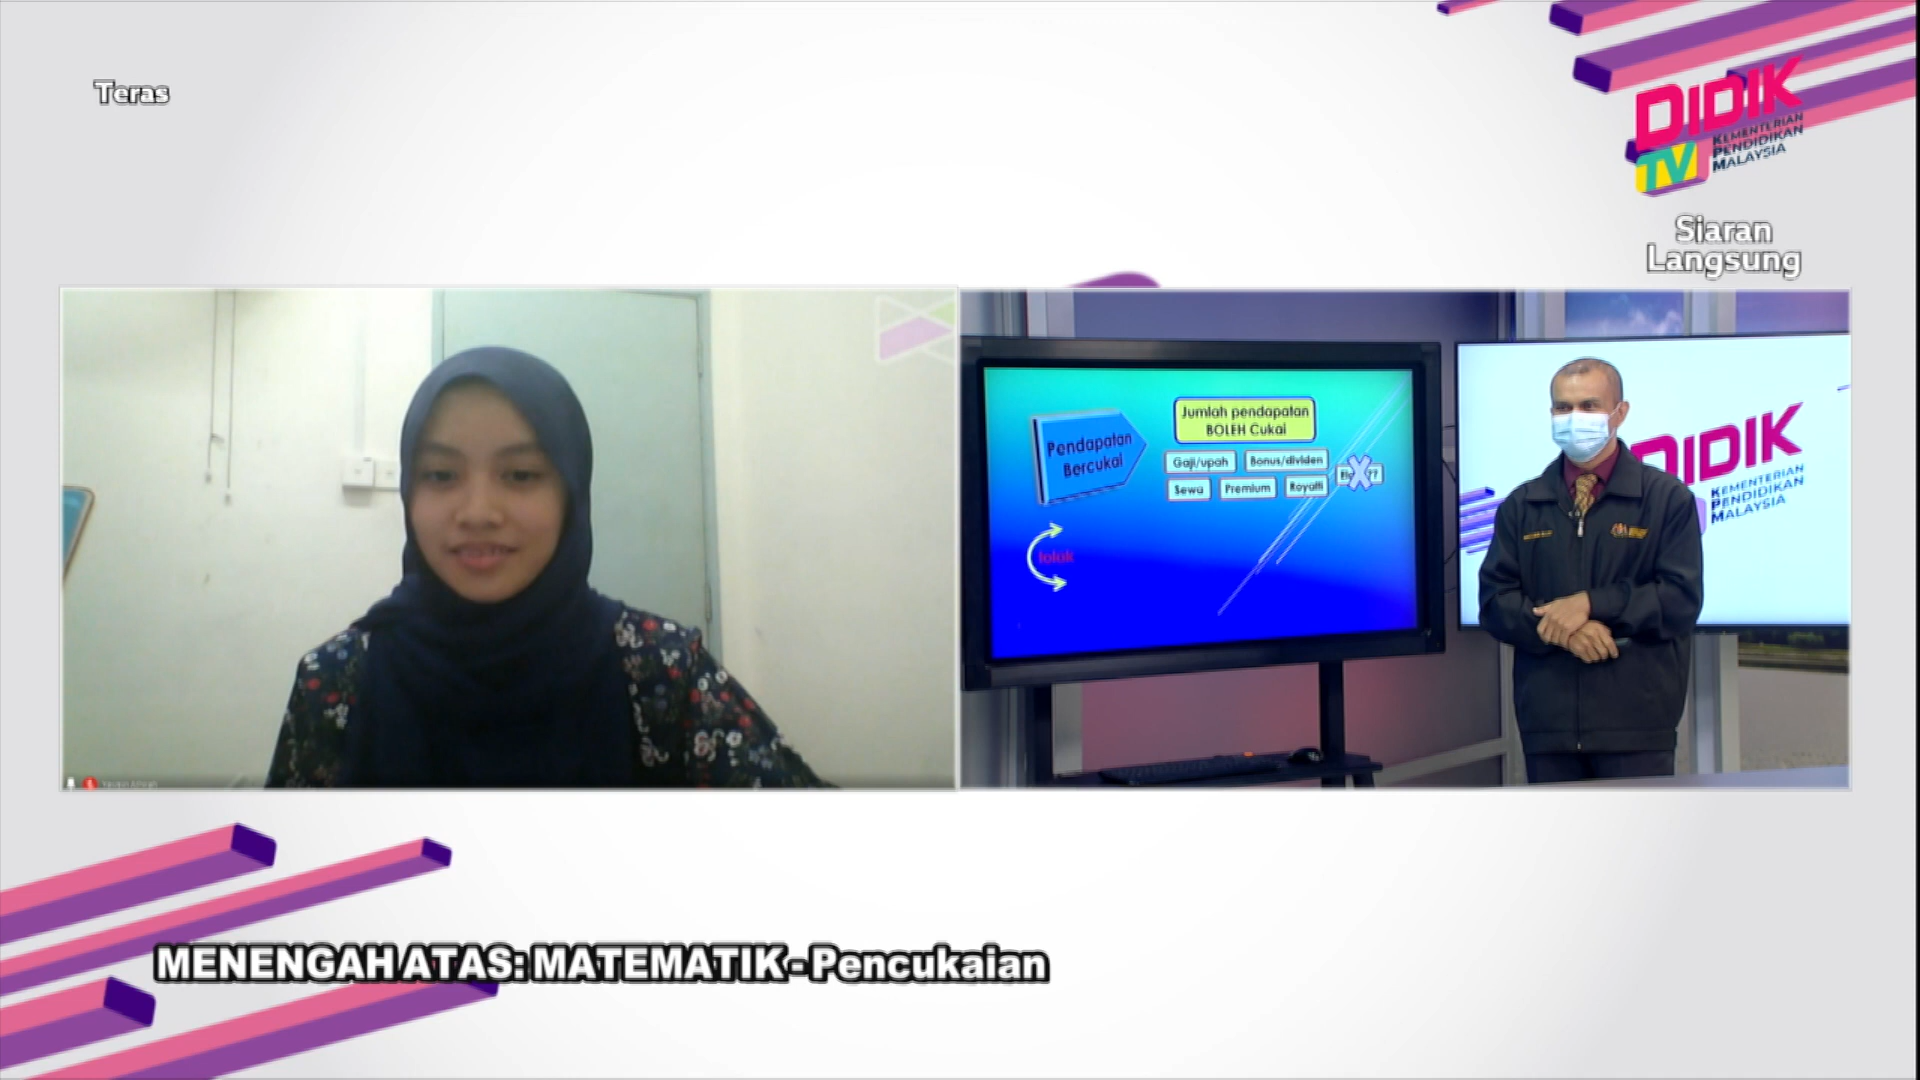 Teras
DIDIK
TV
KEMENTERIAN
PENDIDIKAN
MALAYSIA
Siaran
Langsung
Pendapatan
Bercukai
Jumlah pendapatan
BOLEH Cukai
Gaji/upah
Bonus/dividen
Sewa
Premium
Royalti
tolak
DIDIK
KEMENTERIAN
PENDIDIKAN
MALAYSIA
MENENGAH ATAS: MATEMATIK - Pencukaian